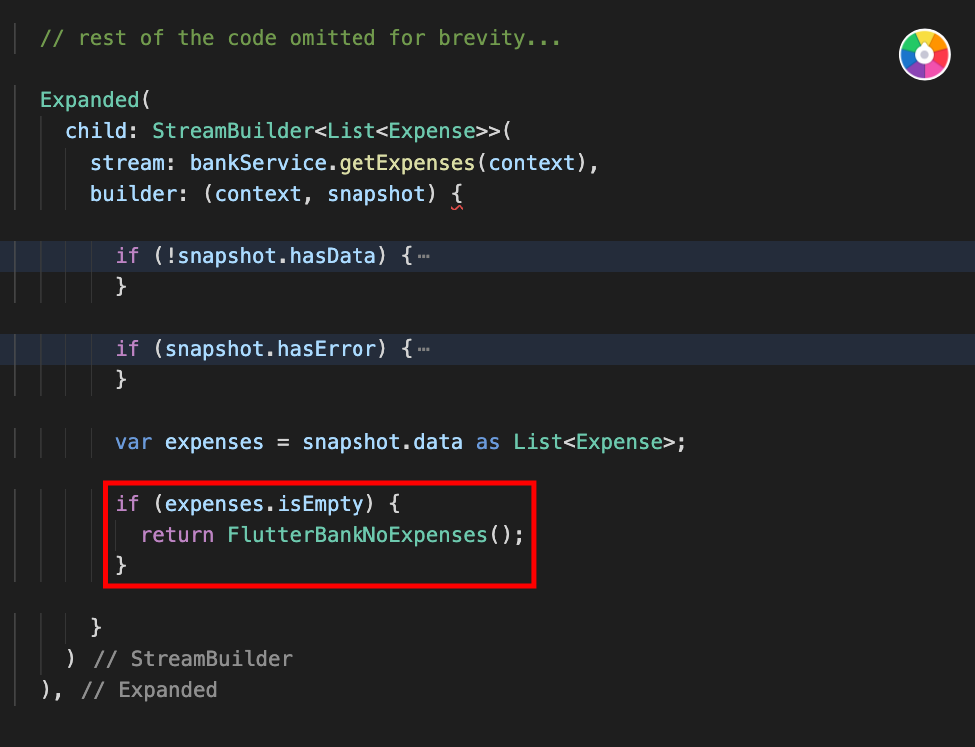 // rest of the code omitted for brevity...
Expanded(
child: StreamBuilder<List<Expense>>(
stream: bankService.getExpenses(context),
builder: (context, snapshot) {
if (!snapshot.hasData) {⋯
}
if (snapshot.hasError) {⋯
}
var expenses = snapshot.data as List<Expense>;
if (expenses.isEmpty) {
return FlutterBankNoExpenses();
}
}
) // StreamBuilder
), // Expanded